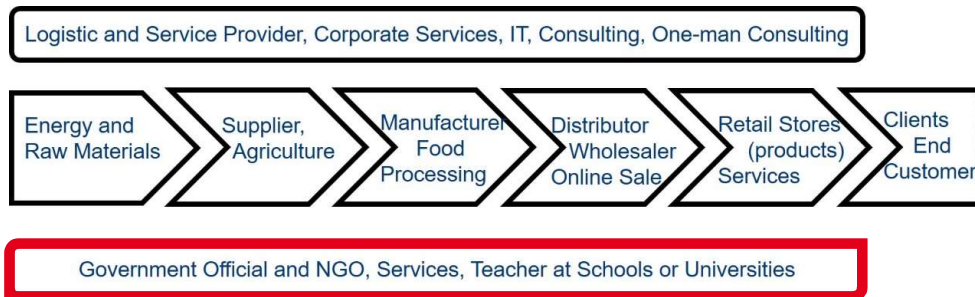 Logistic and Service Provider, Corporate Services, IT, Consulting, One-man Consulting
Energy and
Raw Materials
Supplier,
Agriculture
Manufacturer
Food
Processing
Distributor
Wholesaler
Online Sale
Retail Stores
(products)
Services
Clients
End
Customer
Government Official and NGO, Services, Teacher at Schools or Universities